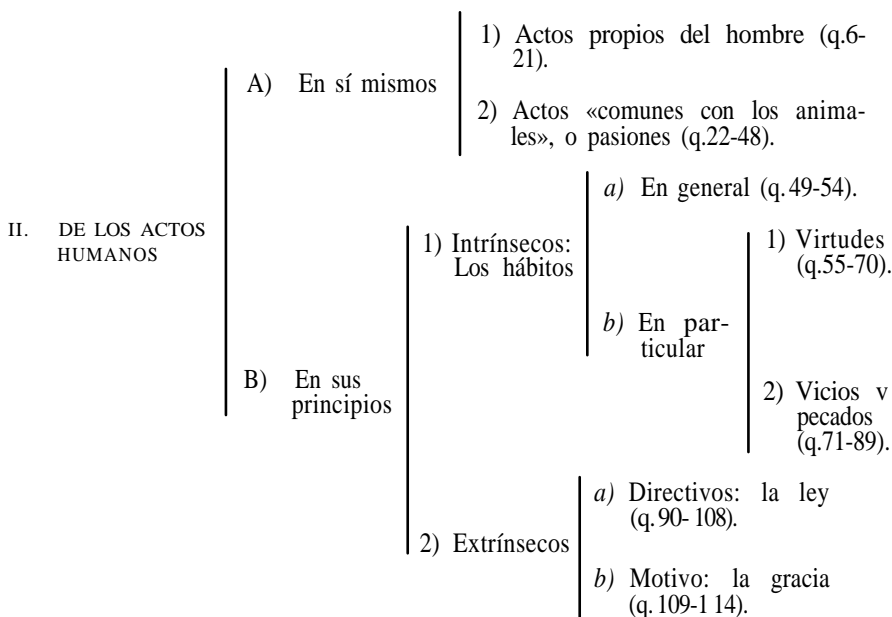 II. DE LOS ACTOS
HUMANOS
A) En sí mismos
1) Actos propios del hombre (q.6-
21).
2) Actos «comunes con los anima-
les», o pasiones (q.22-48).
B) En sus
principios
1) Intrínsecos:
Los hábitos
a) En general (q.49-54).
b) En par-
ticular
1) Virtudes
(q.55-70).
2) Vicios v
pecados
(q.71-89).
2) Extrínsecos
a) Directivos: la ley
(q.90- 108).
b) Motivo: la gracia
(q.109-1 14).